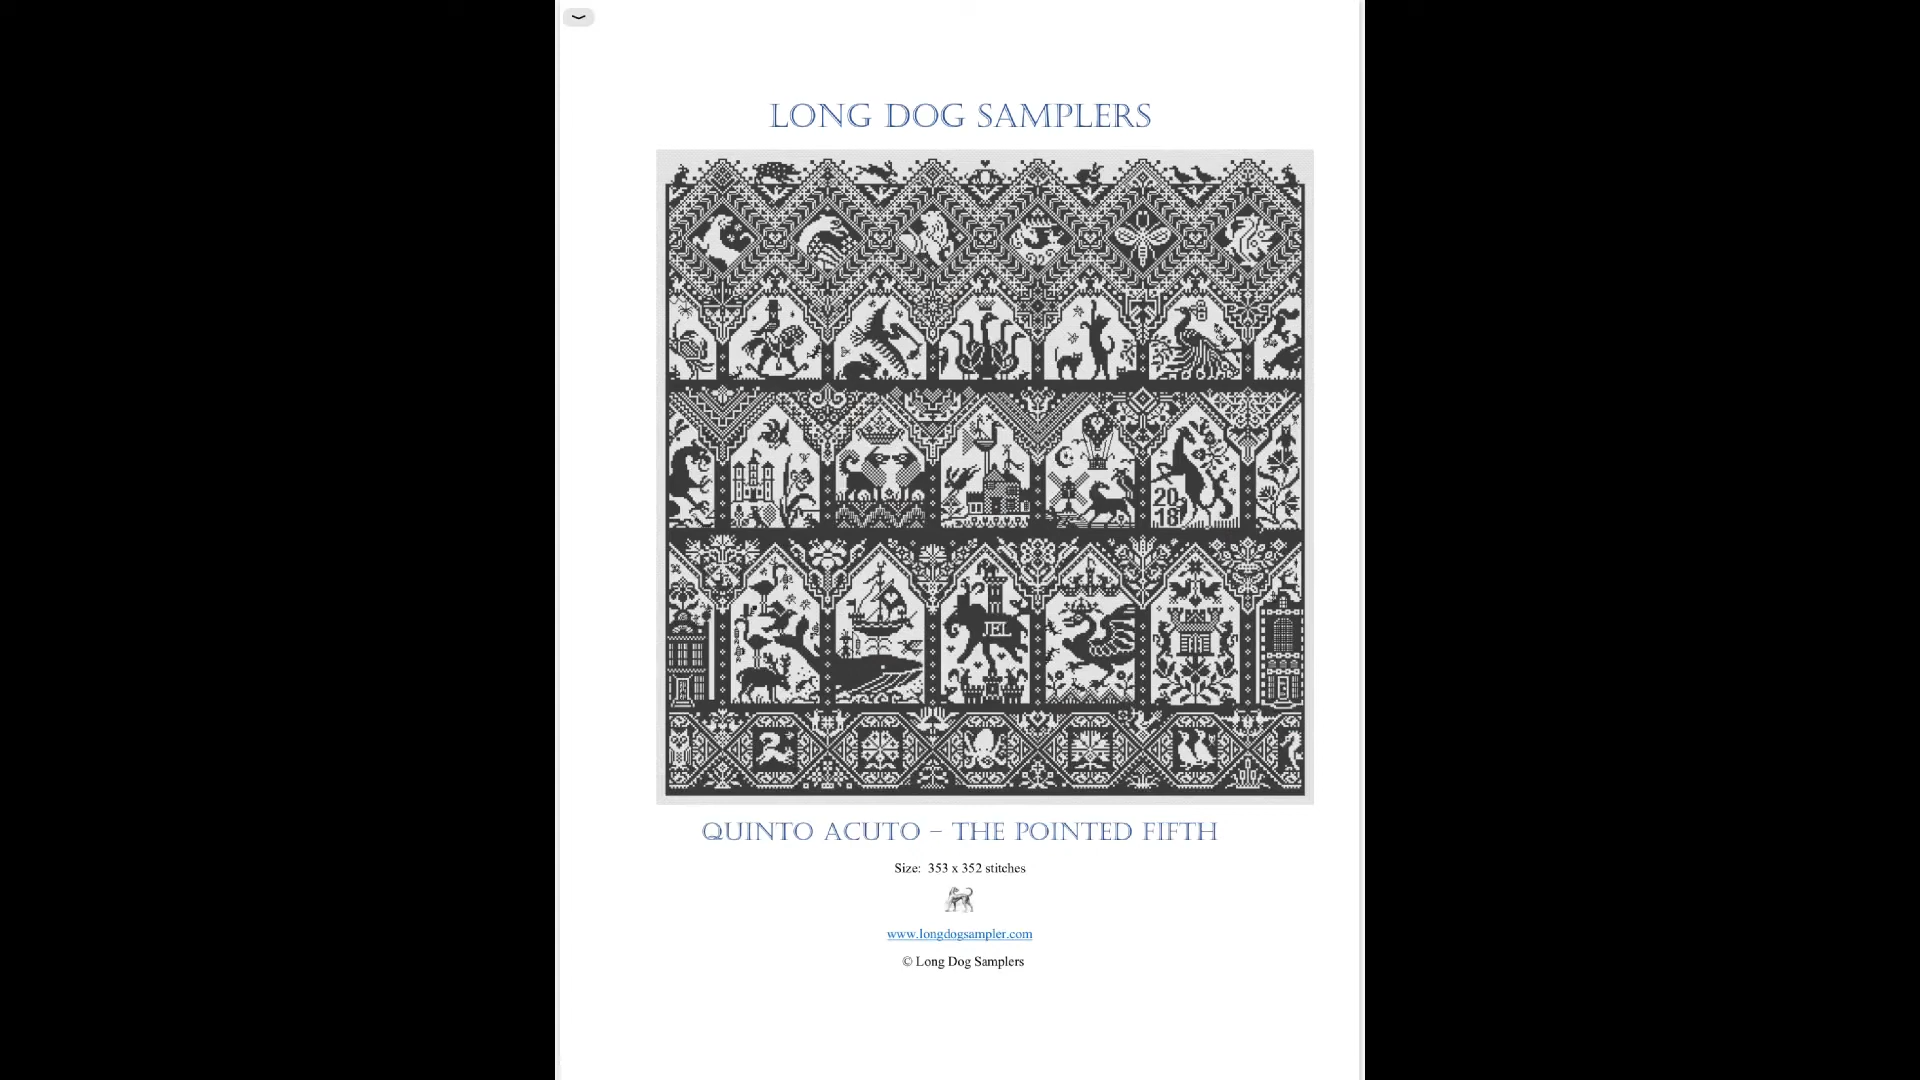 LONG DOG SAMPLERS
20
18
JEL
QUINTO ACUTO – THE POINTED FIFTH
Size: 353 x 352 stitches
www.longdogsampler.com
© Long Dog Samplers